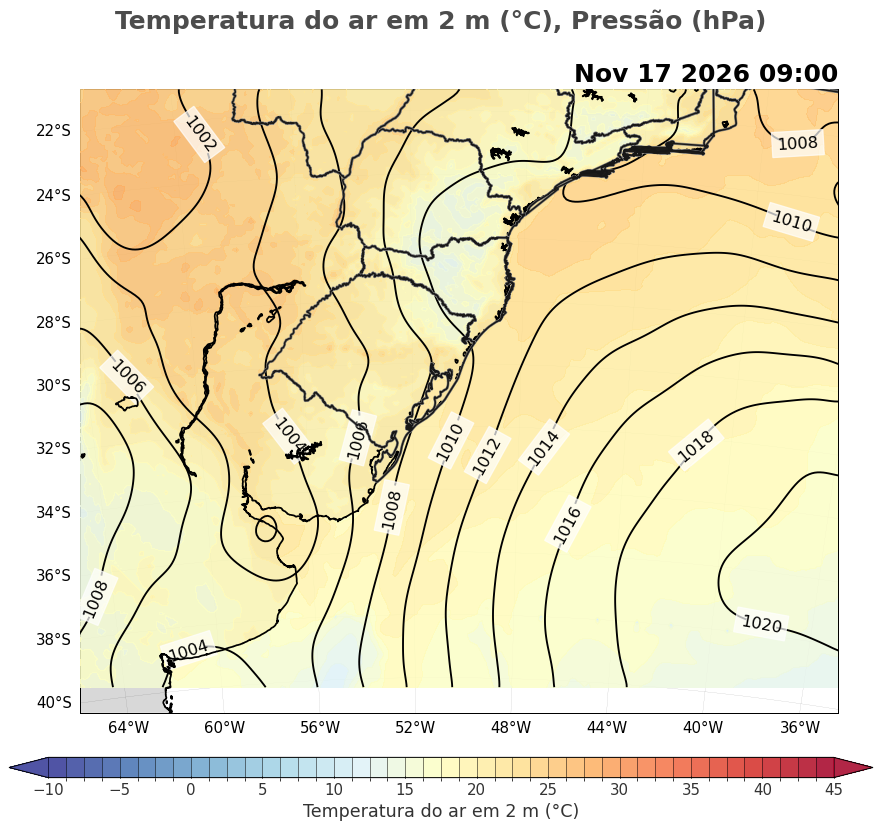 Temperatura do ar em 2 m (°C), Pressão (hPa)
Nov 17 2026 09:00
22°S
24°S
26°S
28°S
30°S
32°S
34°S
36°S
38°S
40°S
1002
1008
1010
1006
1004
1006
1010
1012
1014
1018
1008
1016
1008
1020
1004
64°W 60°W 56°W 52°W 48°W 44°W 40°W 36°W
−10 −5 0 5 10 15 20 25 30 35 40 45
Temperatura do ar em 2 m (°C)